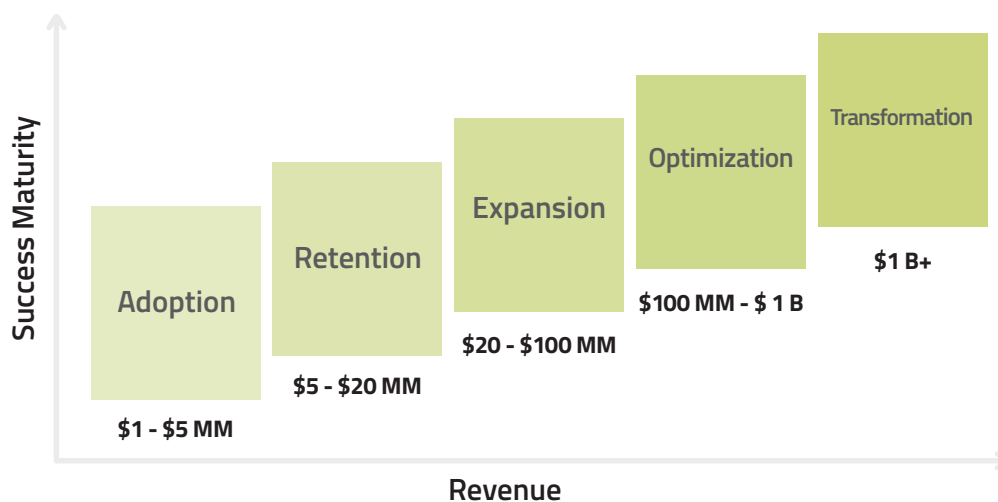 Success Maturity
Adoption
$1 - $5 MM
Retention
$5 - $20 MM
Expansion
$20 - $100 MM
Optimization
$100 MM - $ 1 B
Transformation
$1 B+
Revenue